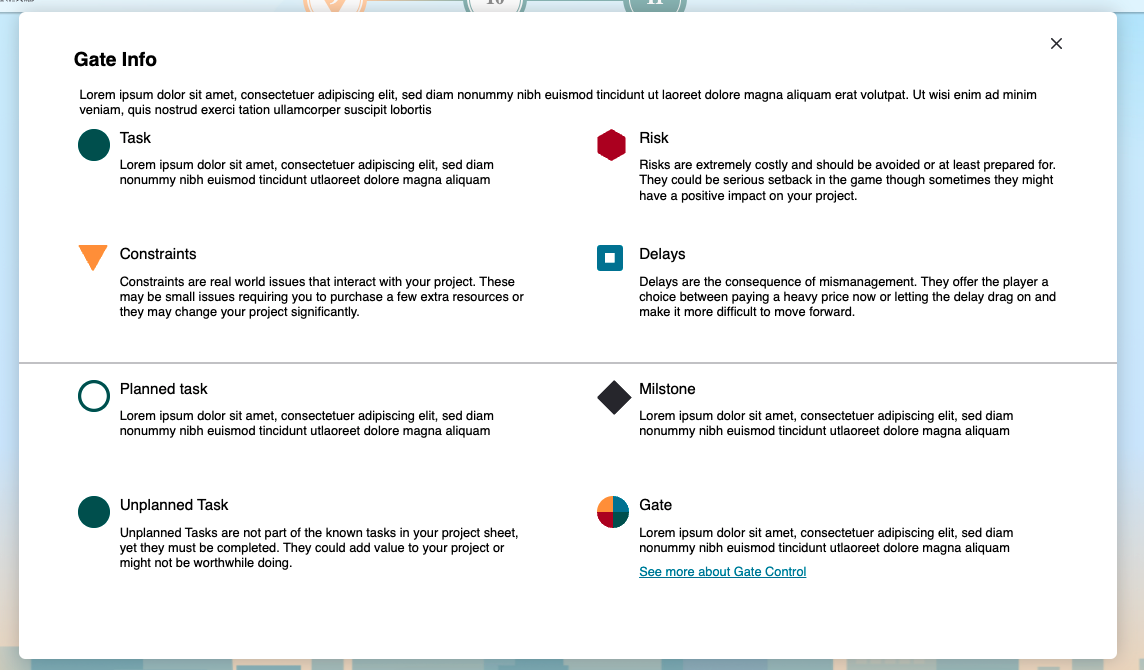 10
11
Gate Info
Lorem ipsum dolor sit amet, consectetuer adipiscing elit, sed diam nonummy nibh euismod tincidunt ut laoreet dolore magna aliquam erat volutpat. Ut wisi enim ad minim
veniam, quis nostrud exerci tation ullamcorper suscipit lobortis
Task
Lorem ipsum dolor sit amet, consectetuer adipiscing elit, sed diam
nonummy nibh euismod tincidunt utlaoreet dolore magna aliquam
Risk
Risks are extremely costly and should be avoided or at least prepared for.
They could be serious setback in the game though sometimes they might
have a positive impact on your project.
Constraints
Constraints are real world issues that interact with your project. These
may be small issues requiring you to purchase a few extra resources or
they may change your project significantly.
Delays
Delays are the consequence of mismanagement. They offer the player a
choice between paying a heavy price now or letting the delay drag on and
make it more difficult to move forward.
Planned task
Lorem ipsum dolor sit amet, consectetuer adipiscing elit, sed diam
nonummy nibh euismod tincidunt utlaoreet dolore magna aliquam
Milstone
Lorem ipsum dolor sit amet, consectetuer adipiscing elit, sed diam
nonummy nibh euismod tincidunt utlaoreet dolore magna aliquam
Unplanned Task
Unplanned Tasks are not part of the known tasks in your project sheet,
yet they must be completed. They could add value to your project or
might not be worthwhile doing.
Gate
Lorem ipsum dolor sit amet, consectetuer adipiscing elit, sed diam
nonummy nibh euismod tincidunt utlaoreet dolore magna aliquam
See more about Gate Control